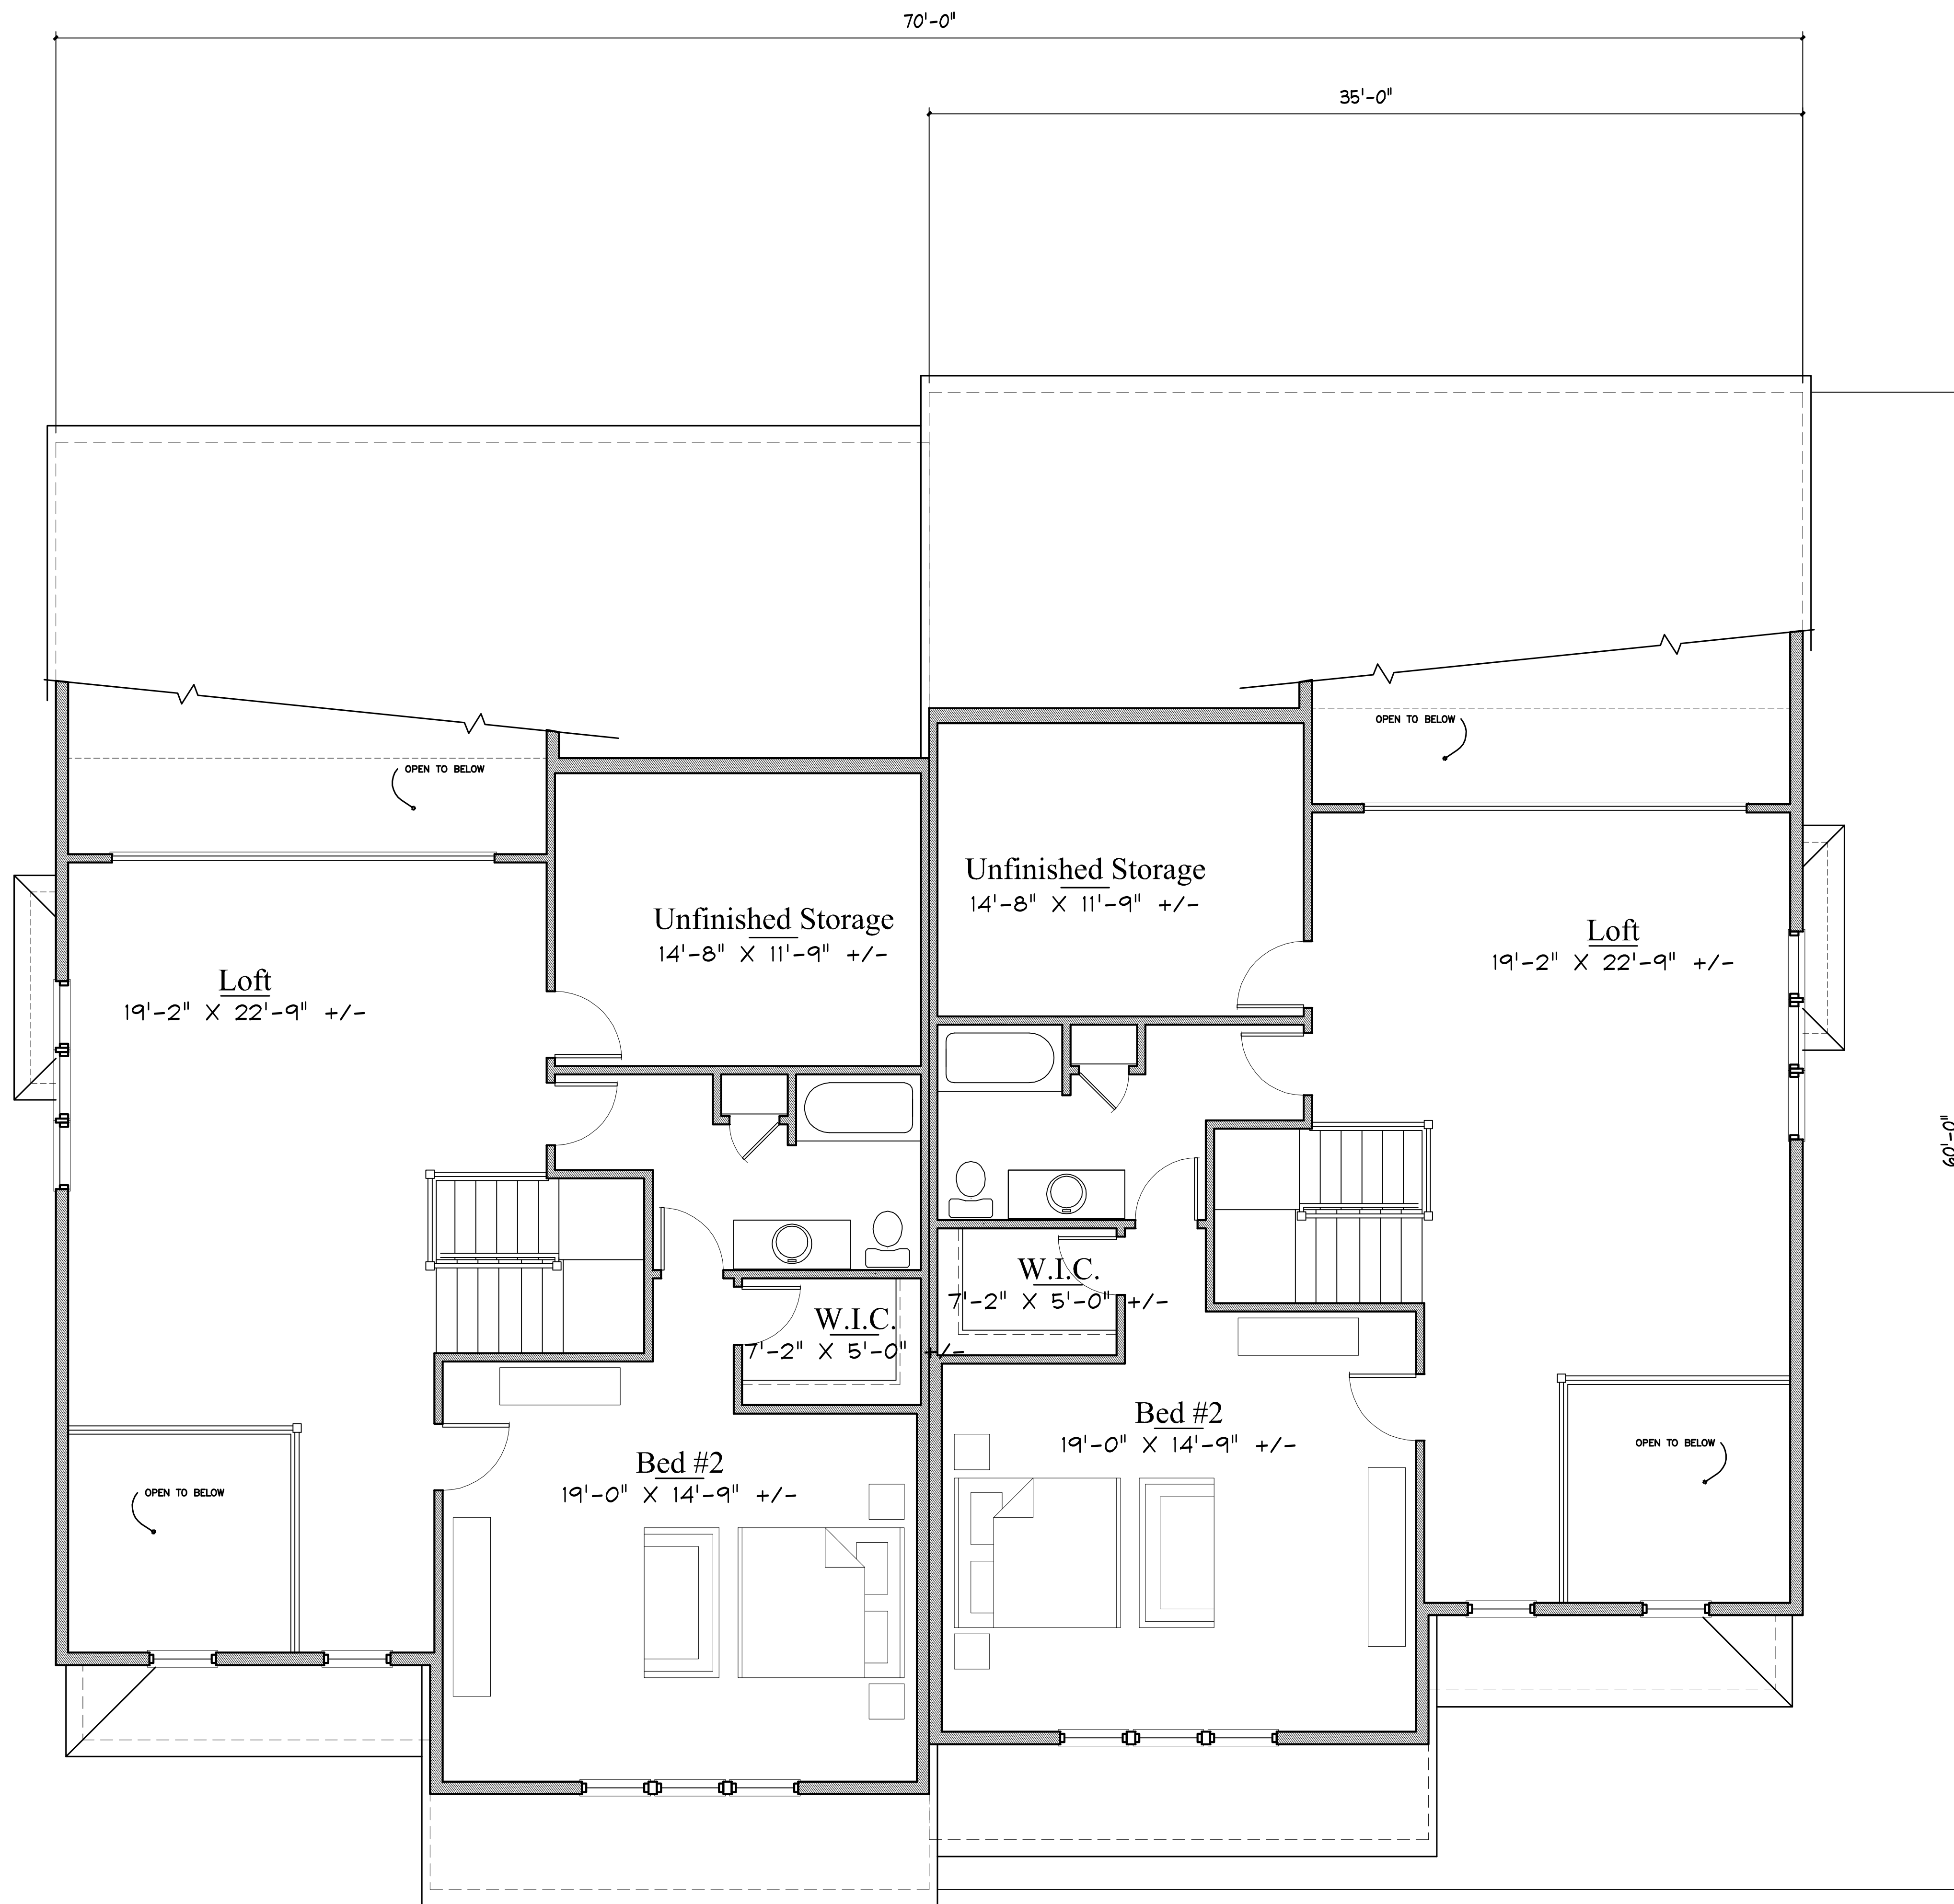 70'-0"
35'-0"
OPEN TO BELOW
OPEN TO BELOW
Unfinished Storage
14'-8" X 11'-9" +/-
Unfinished Storage
14'-8" X 11'-9" +/-
Loft
19'-2" X 22'-9" +/-
Loft
19'-2" X 22'-9" +/-
60'-0"
W.I.C.
7'-2" X 5'-0" +/-
W.I.C.
7'-2" X 5'-0" +/-
Bed #2
19'-0" X 14'-9" +/-
OPEN TO BELOW
Bed #2
19'-0" X 14'-9" +/-
OPEN TO BELOW